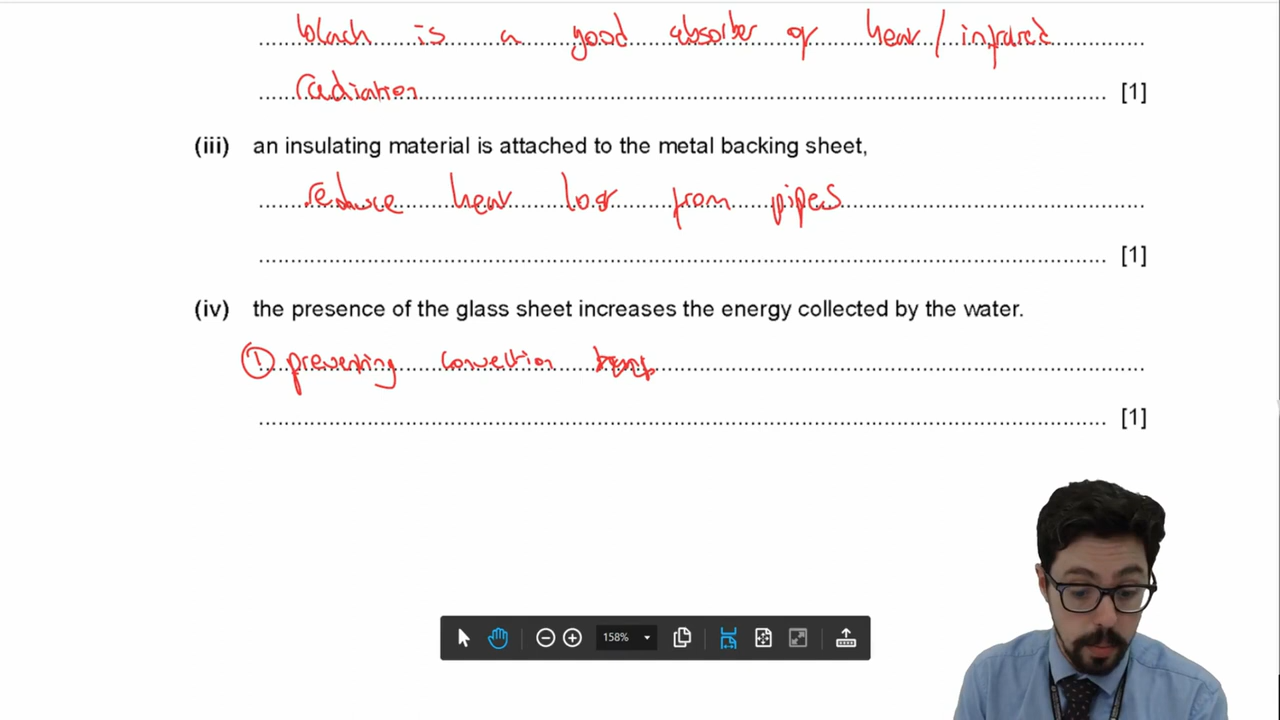 black is a good absorber of heat / infrared
radiation [1]
(iii) an insulating material is attached to the metal backing sheet,
reduce heat loss from pipes
[1]
(iv) the presence of the glass sheet increases the energy collected by the water.
① preventing convection
[1]
158%